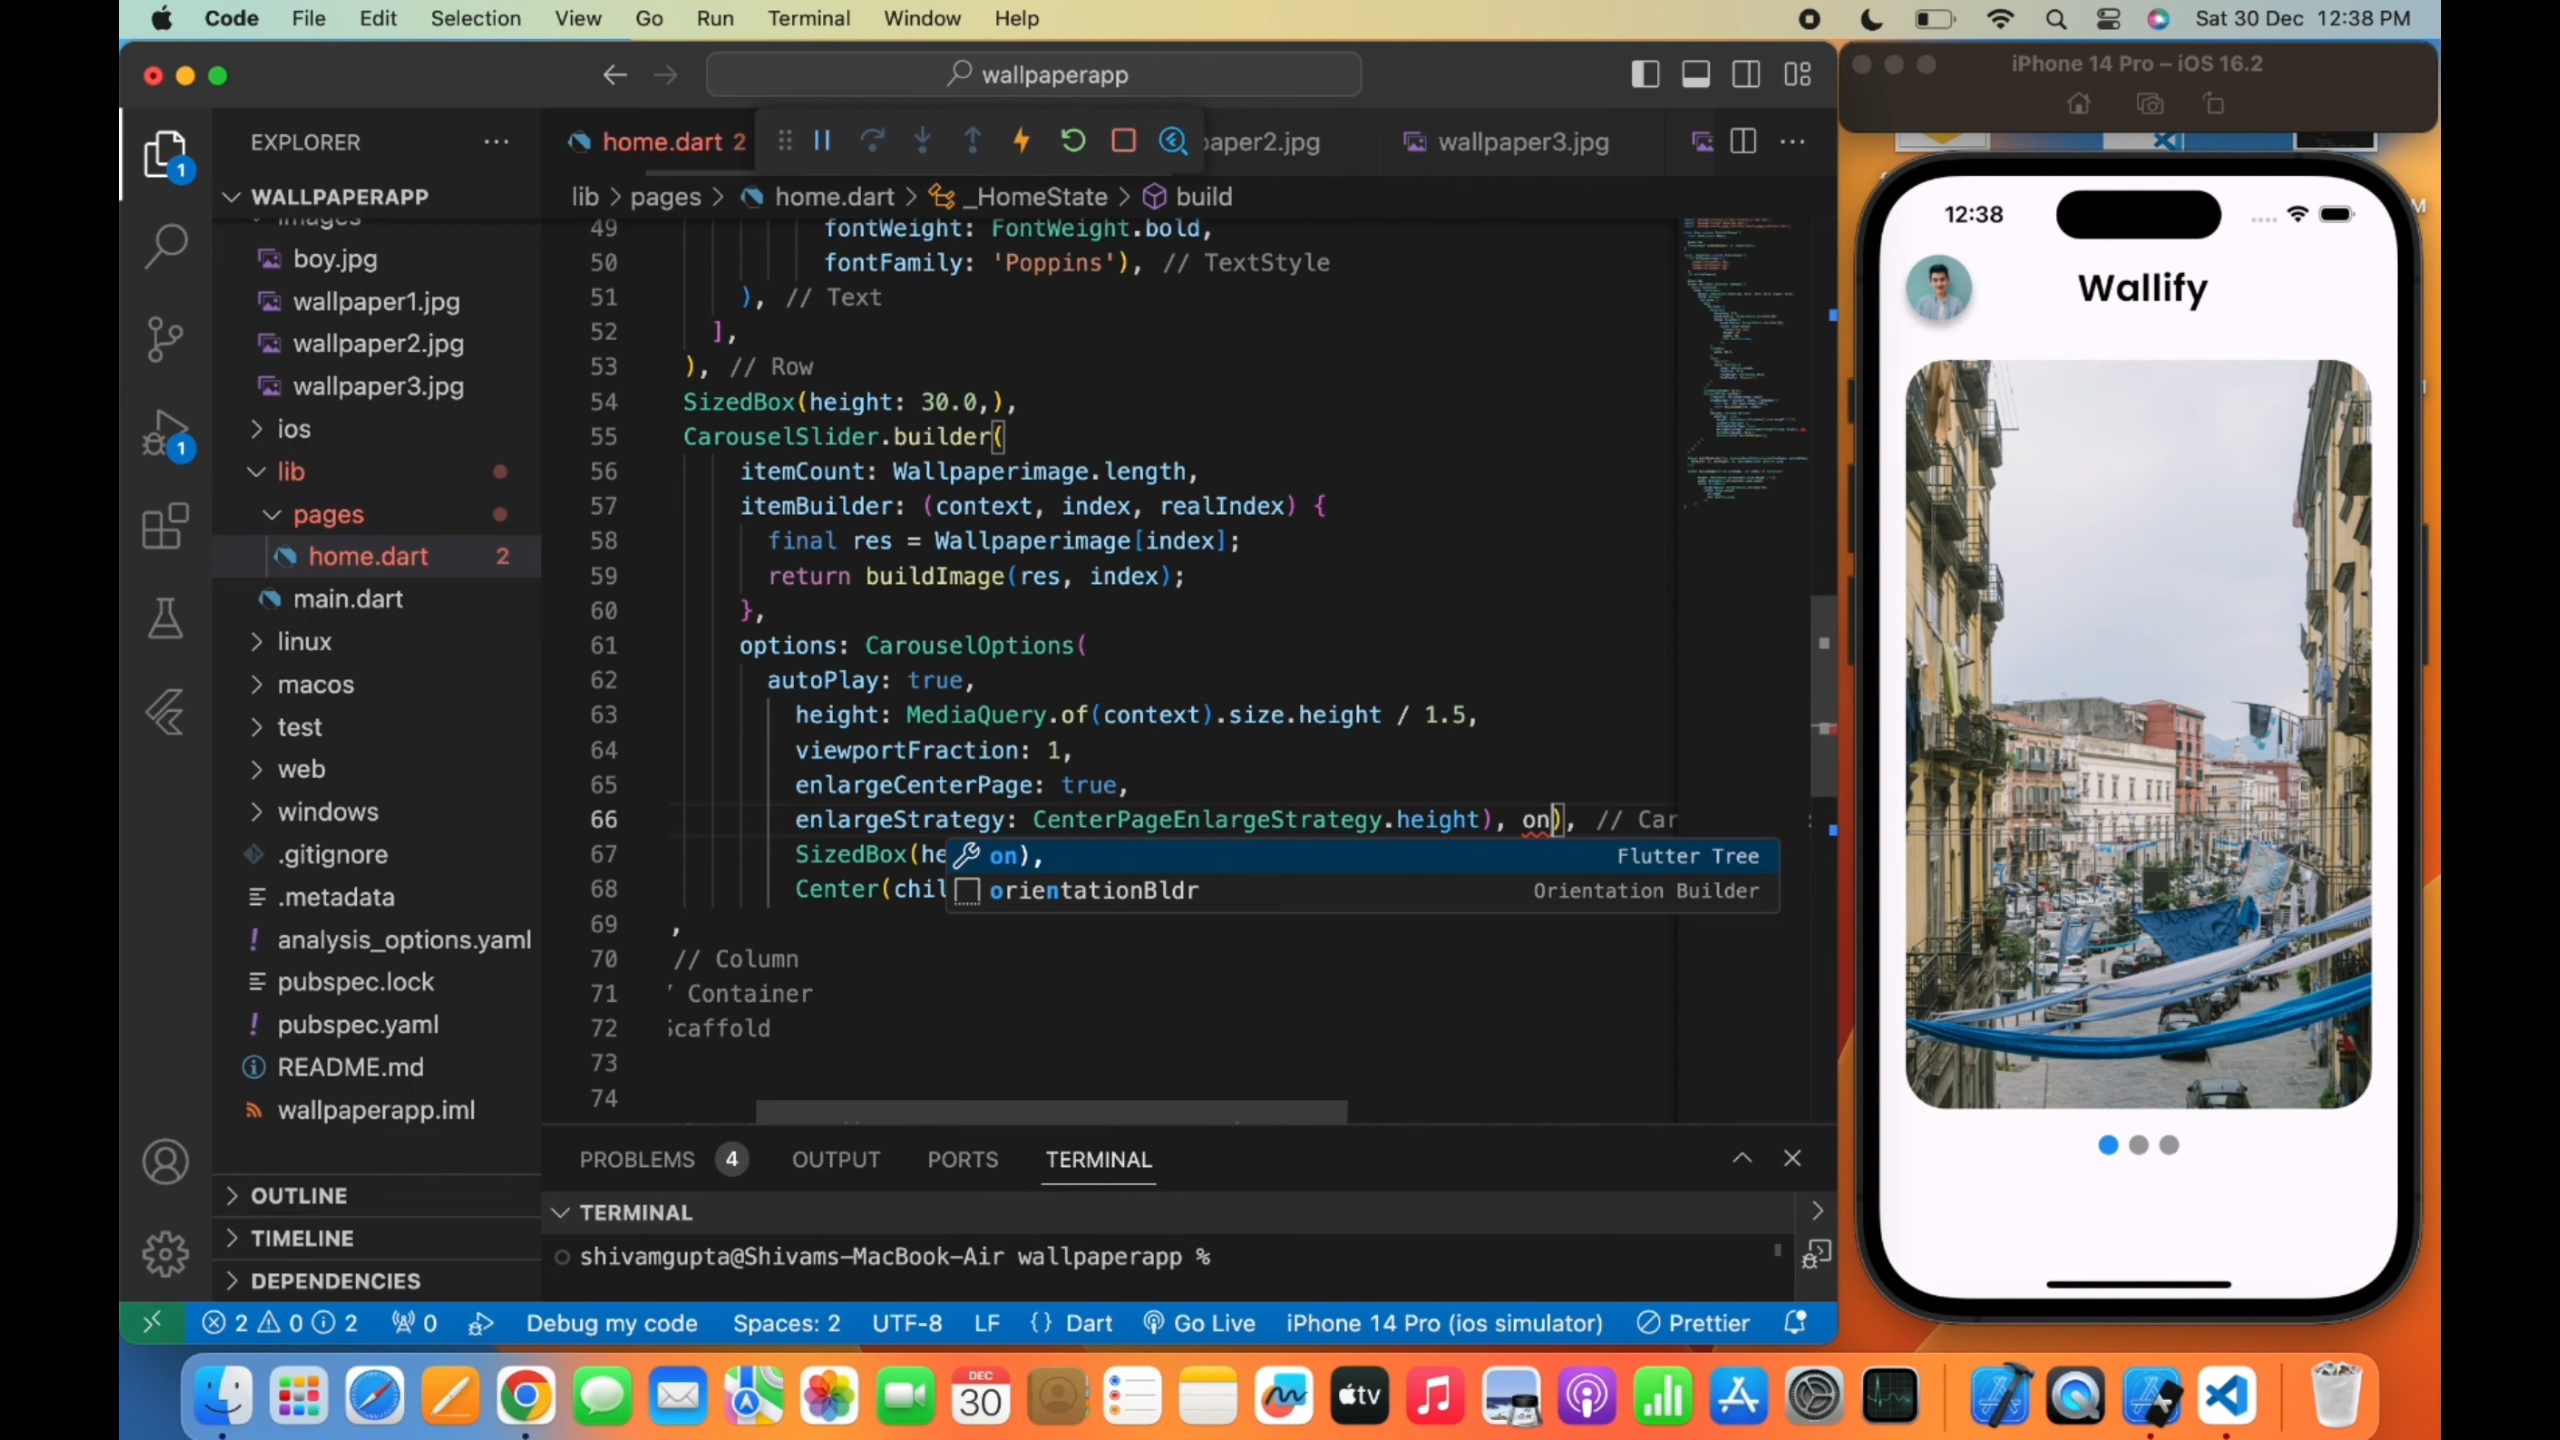 Code File Edit Selection View Go Run Terminal Window Help
Sat 30 Dec 12:38 PM
wallpaperapp
iPhone 14 Pro – iOS 16.2
EXPLORER
home.dart 2
paper2.jpg
wallpaper3.jpg
WALLPAPERAPP
lib > pages > home.dart > _HomeState > build
images
boy.jpg
wallpaper1.jpg
wallpaper2.jpg
wallpaper3.jpg
ios
lib
pages
home.dart 2
main.dart
linux
macos
test
web
windows
.gitignore
.metadata
analysis_options.yaml
pubspec.lock
pubspec.yaml
README.md
wallpaperapp.iml
OUTLINE
TIMELINE
DEPENDENCIES
1
1
49 fontWeight: FontWeight.bold,
50 fontFamily: 'Poppins'), // TextStyle
51 ), // Text
52 ],
53 ), // Row
54 SizedBox(height: 30.0,),
55 CarouselSlider.builder(
56 itemCount: Wallpaperimage.length,
57 itemBuilder: (context, index, realIndex) {
58 final res = Wallpaperimage[index];
59 return buildImage(res, index);
60 },
61 options: CarouselOptions(
62 autoPlay: true,
63 height: MediaQuery.of(context).size.height / 1.5,
64 viewportFraction: 1,
65 enlargeCenterPage: true,
66 enlargeStrategy: CenterPageEnlargeStrategy.height), on), // Car
67 SizedBox(he
on), Flutter Tree
68 Center(chil
orientationBldr Orientation Builder
69 ,
70 // Column
71 / Container
72 Scaffold
73
74
PROBLEMS 4 OUTPUT PORTS TERMINAL
TERMINAL
shivamgupta@Shivams-MacBook-Air wallpaperapp %
2 0 2 0 Debug my code Spaces: 2 UTF-8 LF {} Dart Go Live iPhone 14 Pro (ios simulator) Prettier
12:38
Wallify
DEC
30
tv